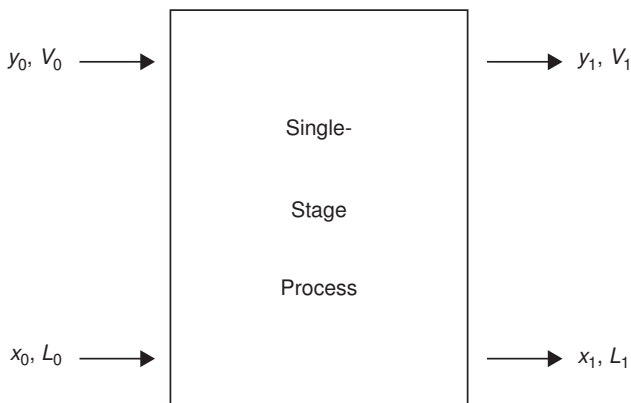 y₀, V₀
y₁, V₁
Single-
Stage
Process
x₀, L₀
x₁, L₁